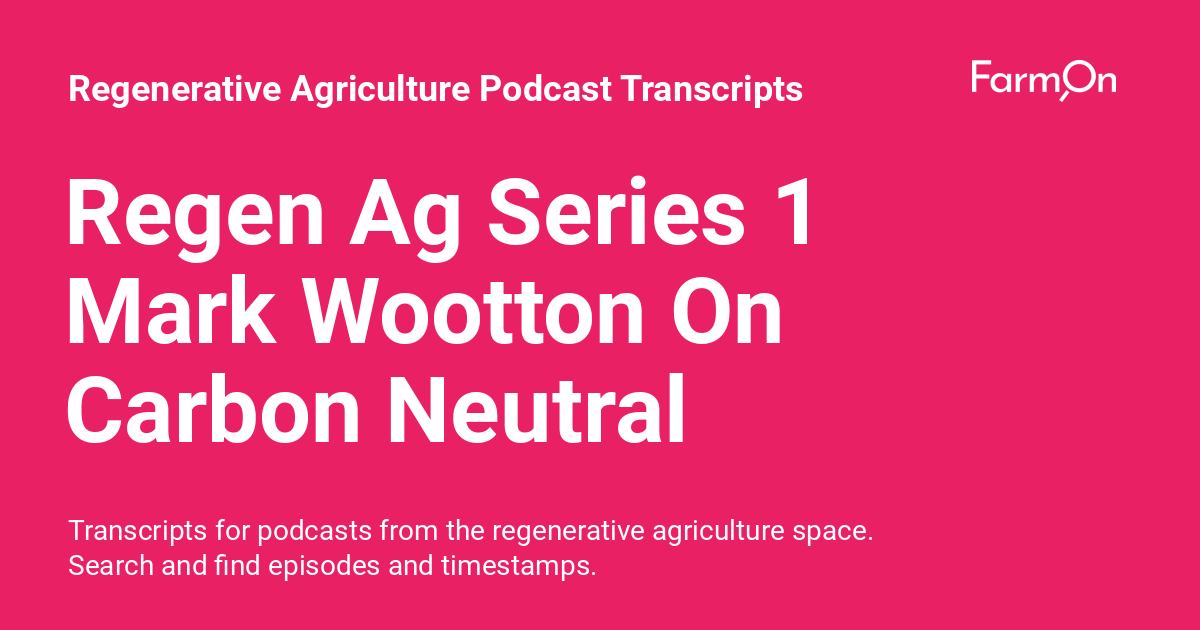 Regenerative Agriculture Podcast Transcripts
FarmOn
Regen Ag Series 1
Mark Wootton On
Carbon Neutral
Transcripts for podcasts from the regenerative agriculture space.
Search and find episodes and timestamps.